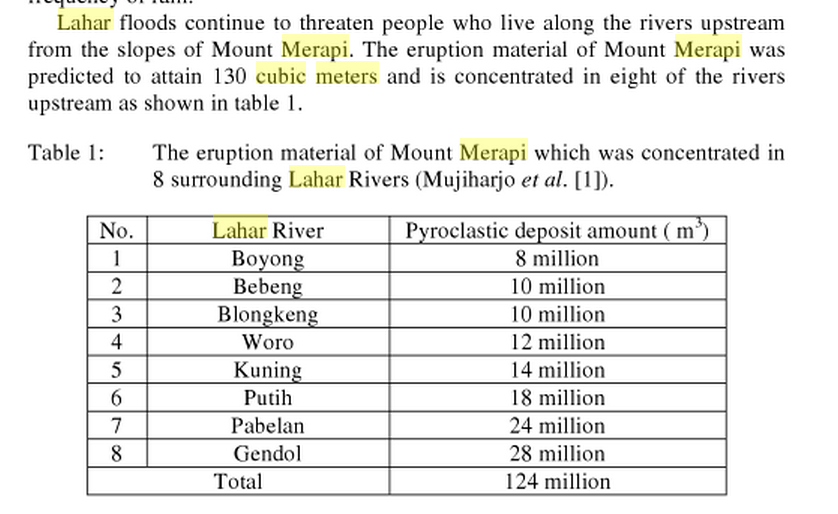 Lahar floods continue to threaten people who live along the rivers upstream
from the slopes of Mount Merapi. The eruption material of Mount Merapi was
predicted to attain 130 cubic meters and is concentrated in eight of the rivers
upstream as shown in table 1.
Table 1: The eruption material of Mount Merapi which was concentrated in
8 surrounding Lahar Rivers (Mujiharjo et al. [1]).
No. Lahar River Pyroclastic deposit amount ( m³)
1 Boyong 8 million
2 Bebeng 10 million
3 Blongkeng 10 million
4 Woro 12 million
5 Kuning 14 million
6 Putih 18 million
7 Pabelan 24 million
8 Gendol 28 million
Total 124 million